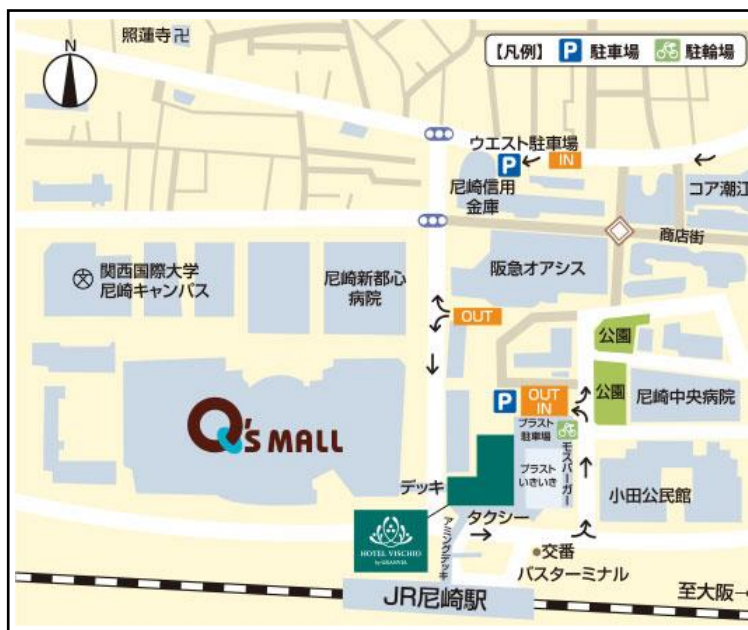 照蓮寺卍
N
【凡例】 P 駐車場 駐輪場
ウエスト駐車場
P
IN
尼崎信用
金庫
コア潮江
商店街
関西国際大学
尼崎キャンパス
尼崎新都心
病院
阪急オアシス
OUT
公園
公園
尼崎中央病院
P
OUT
IN
プラスト
駐車場
モスバーガー
プラスト
いきいき
Q'S MALL
デッキ
小田公民館
タクシー
アミングデッキ
HOTEL VISCHIO
by GRANVIA
交番
バスターミナル
JR尼崎駅
至大阪→